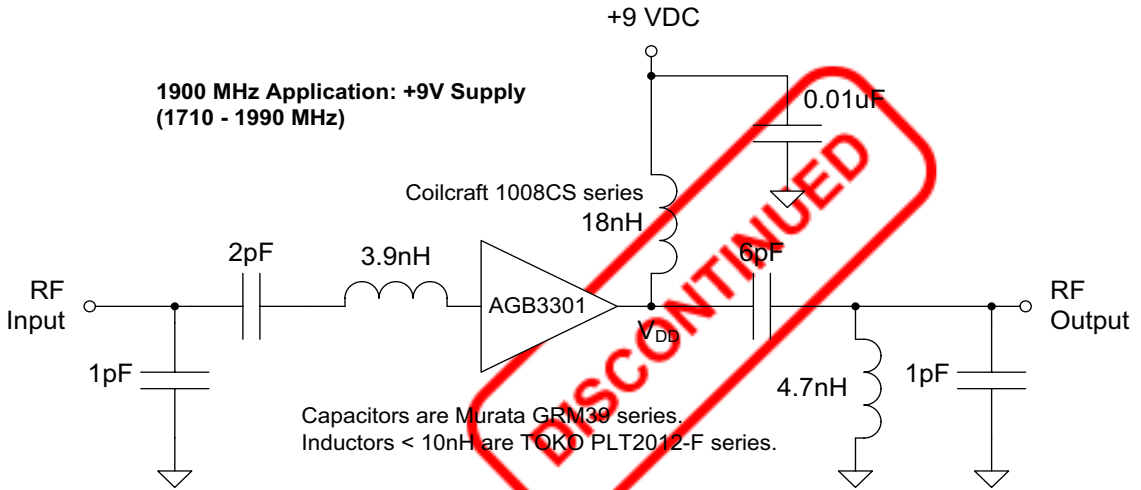 +9 VDC
1900 MHz Application: +9V Supply
(1710 - 1990 MHz)
0.01uF
Coilcraft 1008CS series
18nH
2pF
3.9nH
6pF
RF
Input
AGB3301
VDD
RF
Output
1pF
4.7nH
1pF
Capacitors are Murata GRM39 series.
Inductors < 10nH are TOKO PLT2012-F series.
DISCONTINUED